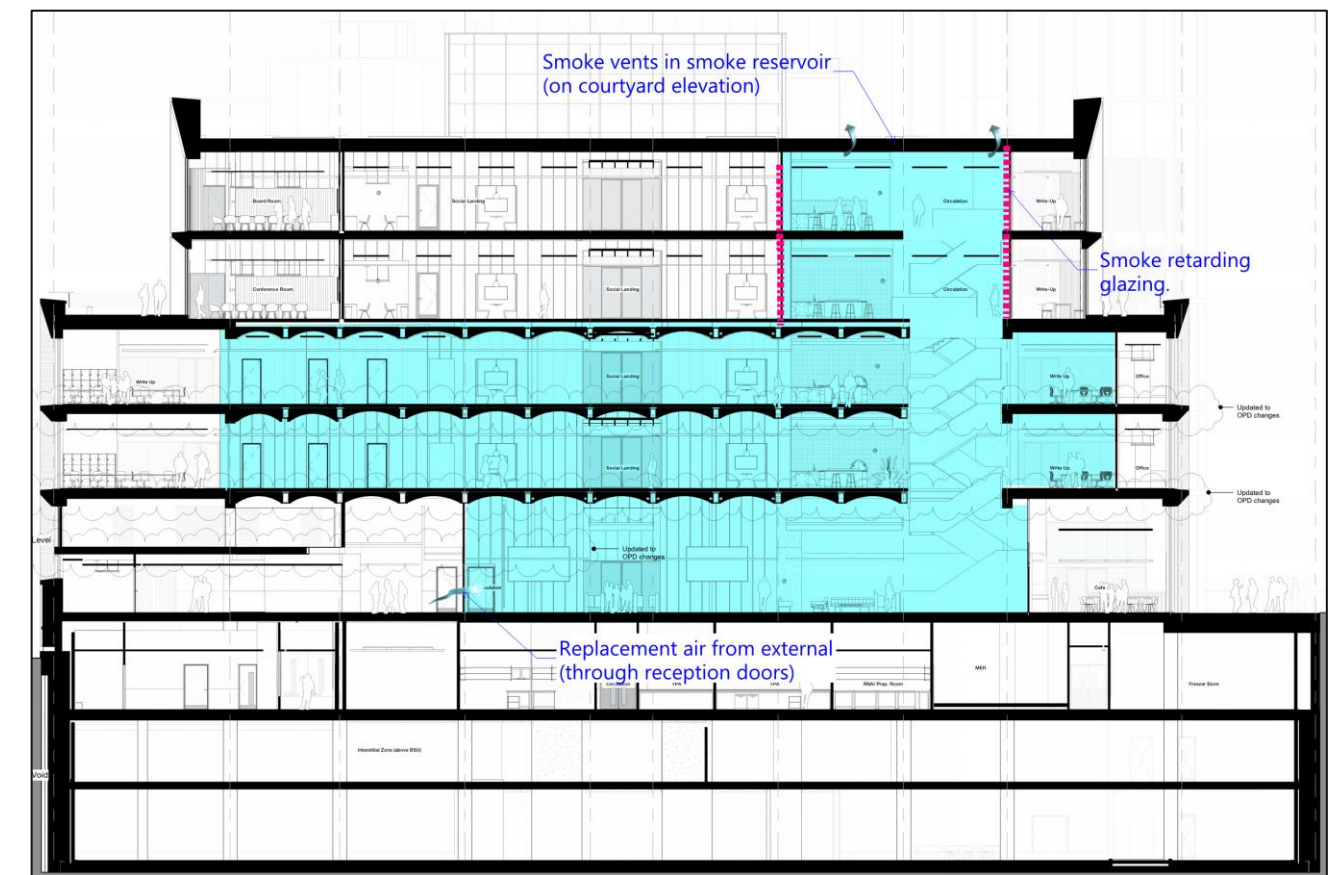 Smoke vents in smoke reservoir
(on courtyard elevation)
Board Room
Social Landing
Circulation
Write-Up
Smoke retarding
glazing.
Conference Room
Social Landing
Circulation
Write-Up
Write Up
Social Landing
Write Up
Office
Updated to
OPD changes
Social Landing
Write-Up
Office
Updated to
OPD changes
Level
Updated to
OPD changes
Cafe
Replacement air from external
(through reception doors)
MER
RNA/ Prep. Room
Freezer Store
Interstitial Zone (above BSU)
Void